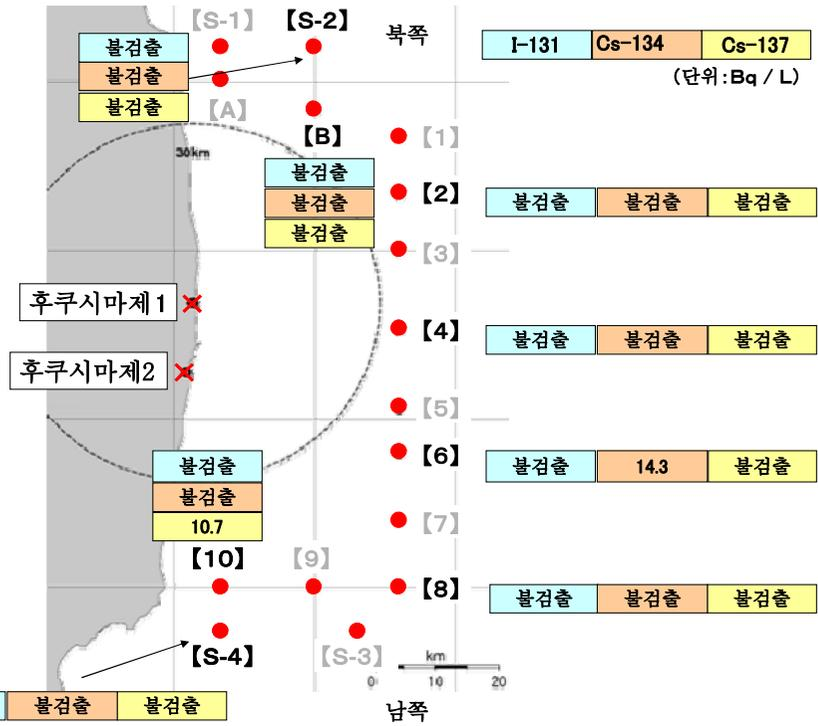 【S-1】 【S-2】 북쪽
I-131 Cs-134 Cs-137
(단위:Bq / L)
불검출
불검출
불검출
【A】
【B】
【1】
30km
불검출
불검출
불검출
【2】 불검출 불검출 불검출
【3】
후쿠시마제1
【4】 불검출 불검출 불검출
후쿠시마제2
【5】
【6】 불검출 14.3 불검출
불검출
불검출
10.7
【7】
【10】 【9】
【8】 불검출 불검출 불검출
【S-4】 【S-3】
km
0 10 20
불검출 불검출
남쪽